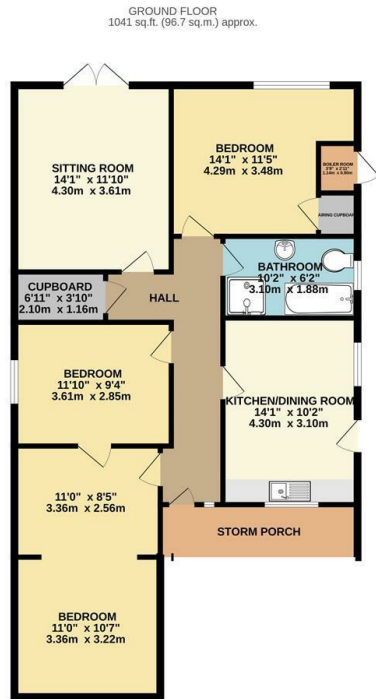 GROUND FLOOR
1041 sq.ft. (96.7 sq.m.) approx.
SITTING ROOM
14'1" x 11'10"
4.30m x 3.61m
BEDROOM
14'1" x 11'5"
4.29m x 3.48m
BOILER ROOM
AIRING CUPBOARD
CUPBOARD
6'11" x 3'10"
2.10m x 1.16m
HALL
BATHROOM
10'2" x 6'2"
3.10m x 1.88m
BEDROOM
11'10" x 9'4"
3.61m x 2.85m
KITCHEN/DINING ROOM
14'1" x 10'2"
4.30m x 3.10m
11'0" x 8'5"
3.36m x 2.56m
STORM PORCH
BEDROOM
11'0" x 10'7"
3.36m x 3.22m